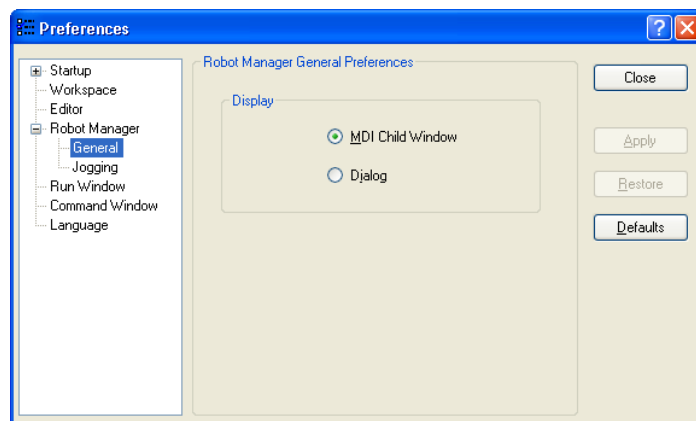 Preferences
Startup
Workspace
Editor
Robot Manager
General
Jogging
Run Window
Command Window
Language
Robot Manager General Preferences
Display
MDI Child Window
Dialog
Close
Apply
Restore
Defaults